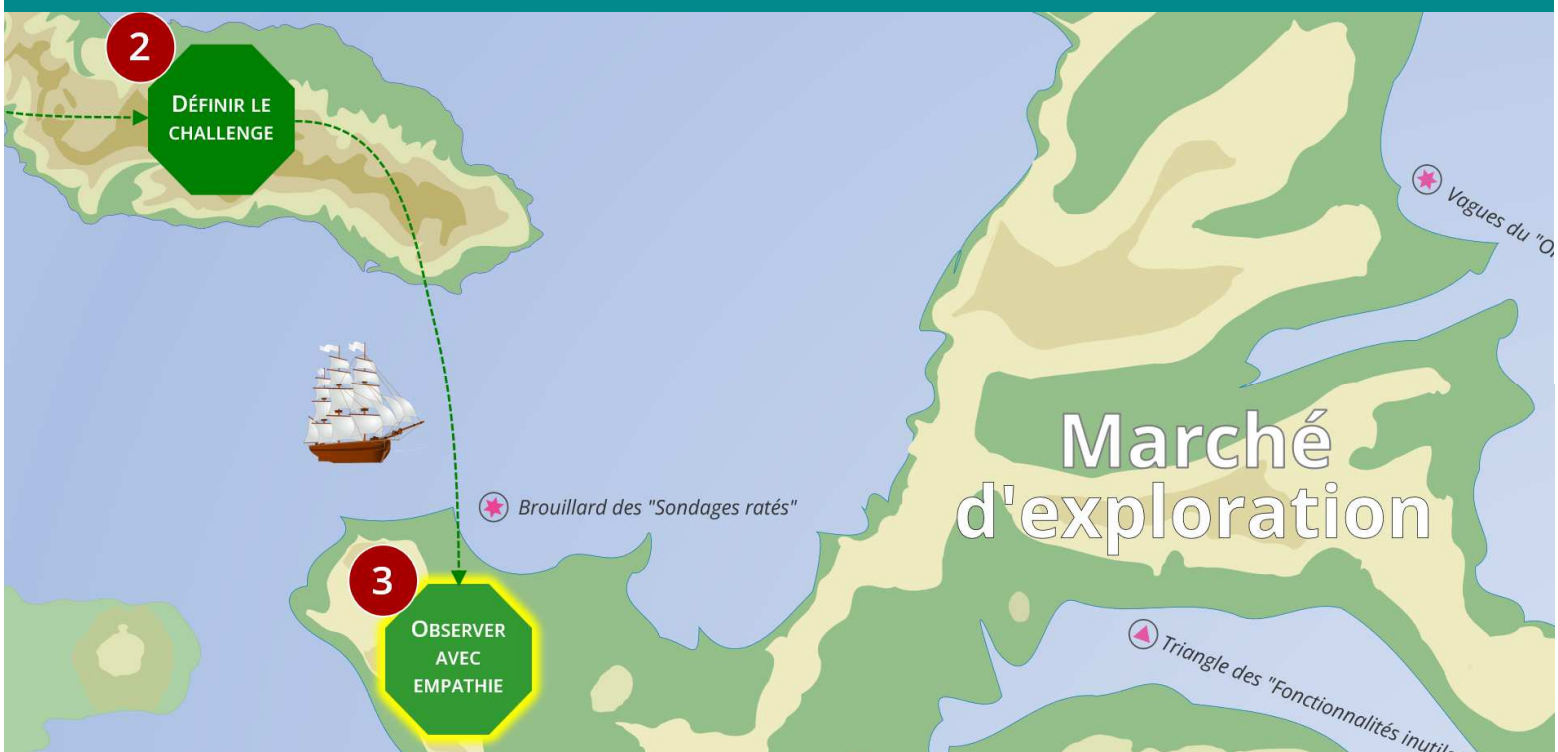 2
DÉFINIR LE
CHALLENGE
Vagues du "O
Brouillard des "Sondages ratés"
Marché
d'exploration
3
OBSERVER
AVEC
EMPATHIE
Triangle des "Fonctionnalités inutil